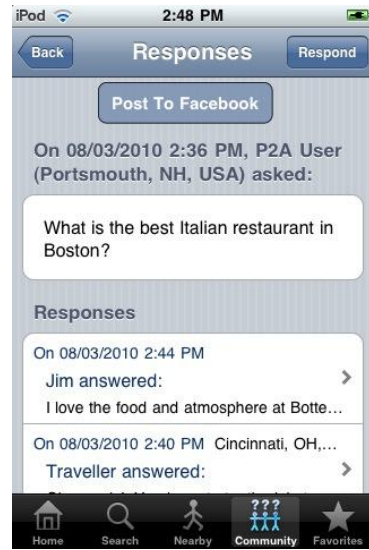 iPod 2:48 PM
Back Responses Respond
Post To Facebook
On 08/03/2010 2:36 PM, P2A User
(Portsmouth, NH, USA) asked:
What is the best Italian restaurant in
Boston?
Responses
On 08/03/2010 2:44 PM
Jim answered:
I love the food and atmosphere at Botte...
On 08/03/2010 2:40 PM Cincinnati, OH,...
Traveller answered:
???
Home Search Nearby Community Favorites